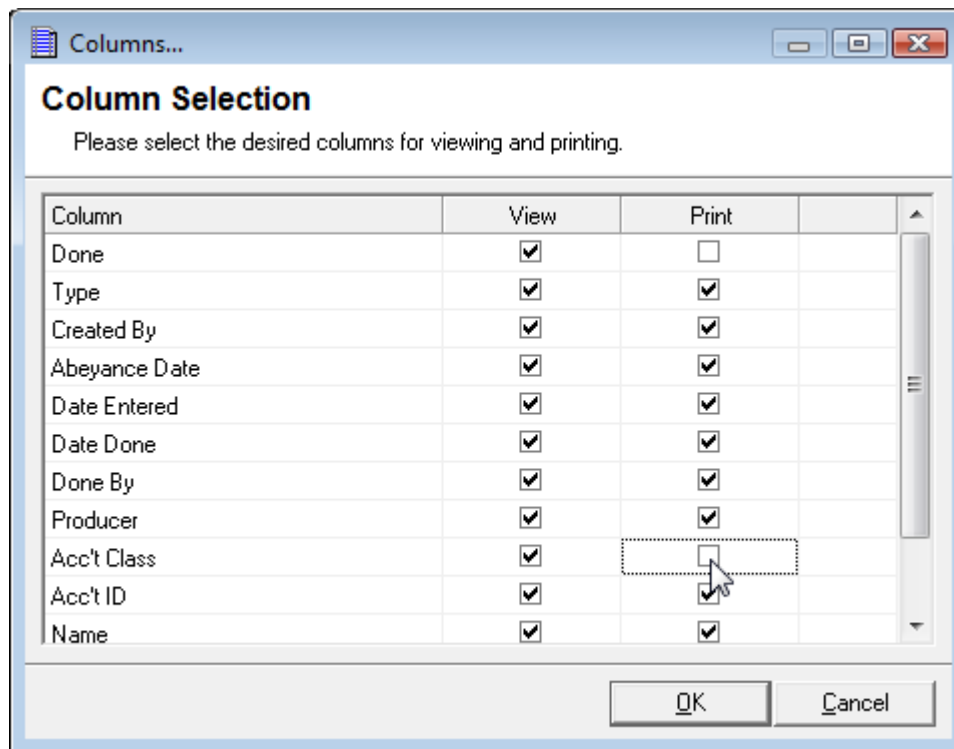 Columns...
Column Selection
Please select the desired columns for viewing and printing.
Column View Print
Done
Type
Created By
Abeyance Date
Date Entered
Date Done
Done By
Producer
Acc't Class
Acc't ID
Name
OK Cancel